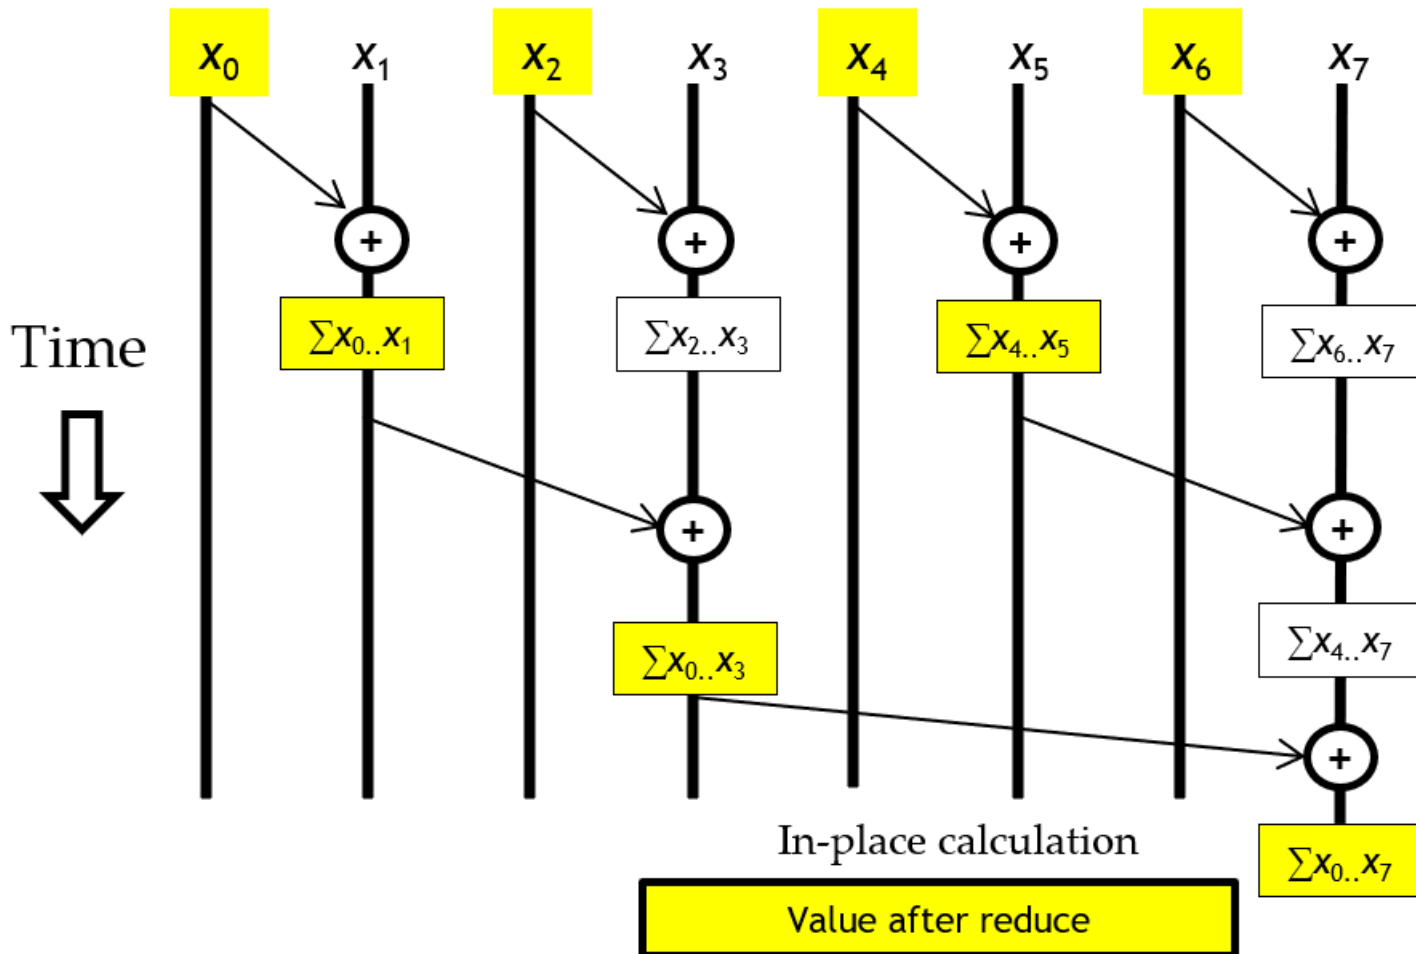 x₀ x₁ x₂ x₃ x₄ x₅ x₆ x₇
+ + + +
∑x₀..x₁ ∑x₂..x₃ ∑x₄..x₅ ∑x₆..x₇
Time
+ +
∑x₀..x₃ ∑x₄..x₇
+
In-place calculation
∑x₀..x₇
Value after reduce